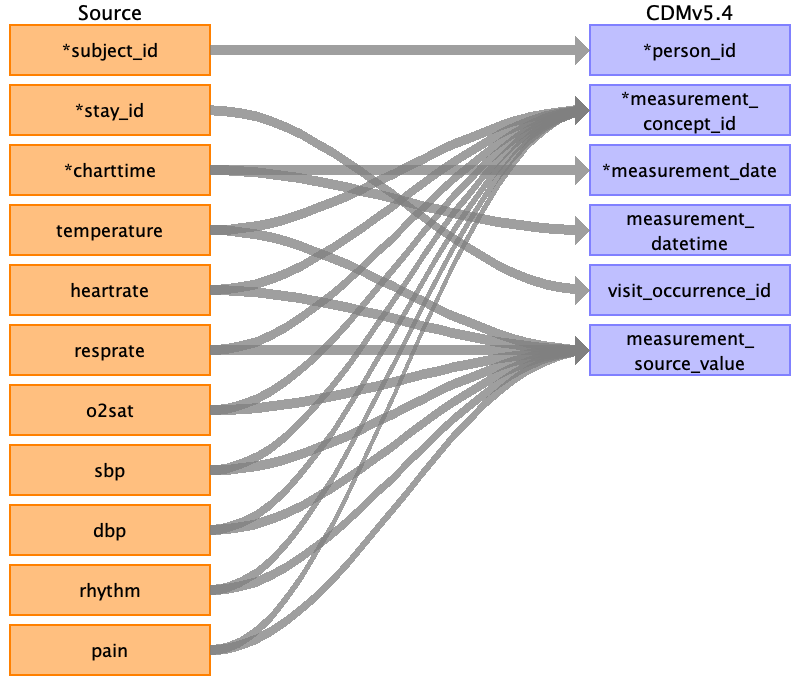 Source
CDMv5.4
*subject_id
*person_id
*stay_id
*measurement_
concept_id
*charttime
*measurement_date
temperature
measurement_
datetime
heartrate
visit_occurrence_id
resprate
measurement_
source_value
o2sat
sbp
dbp
rhythm
pain